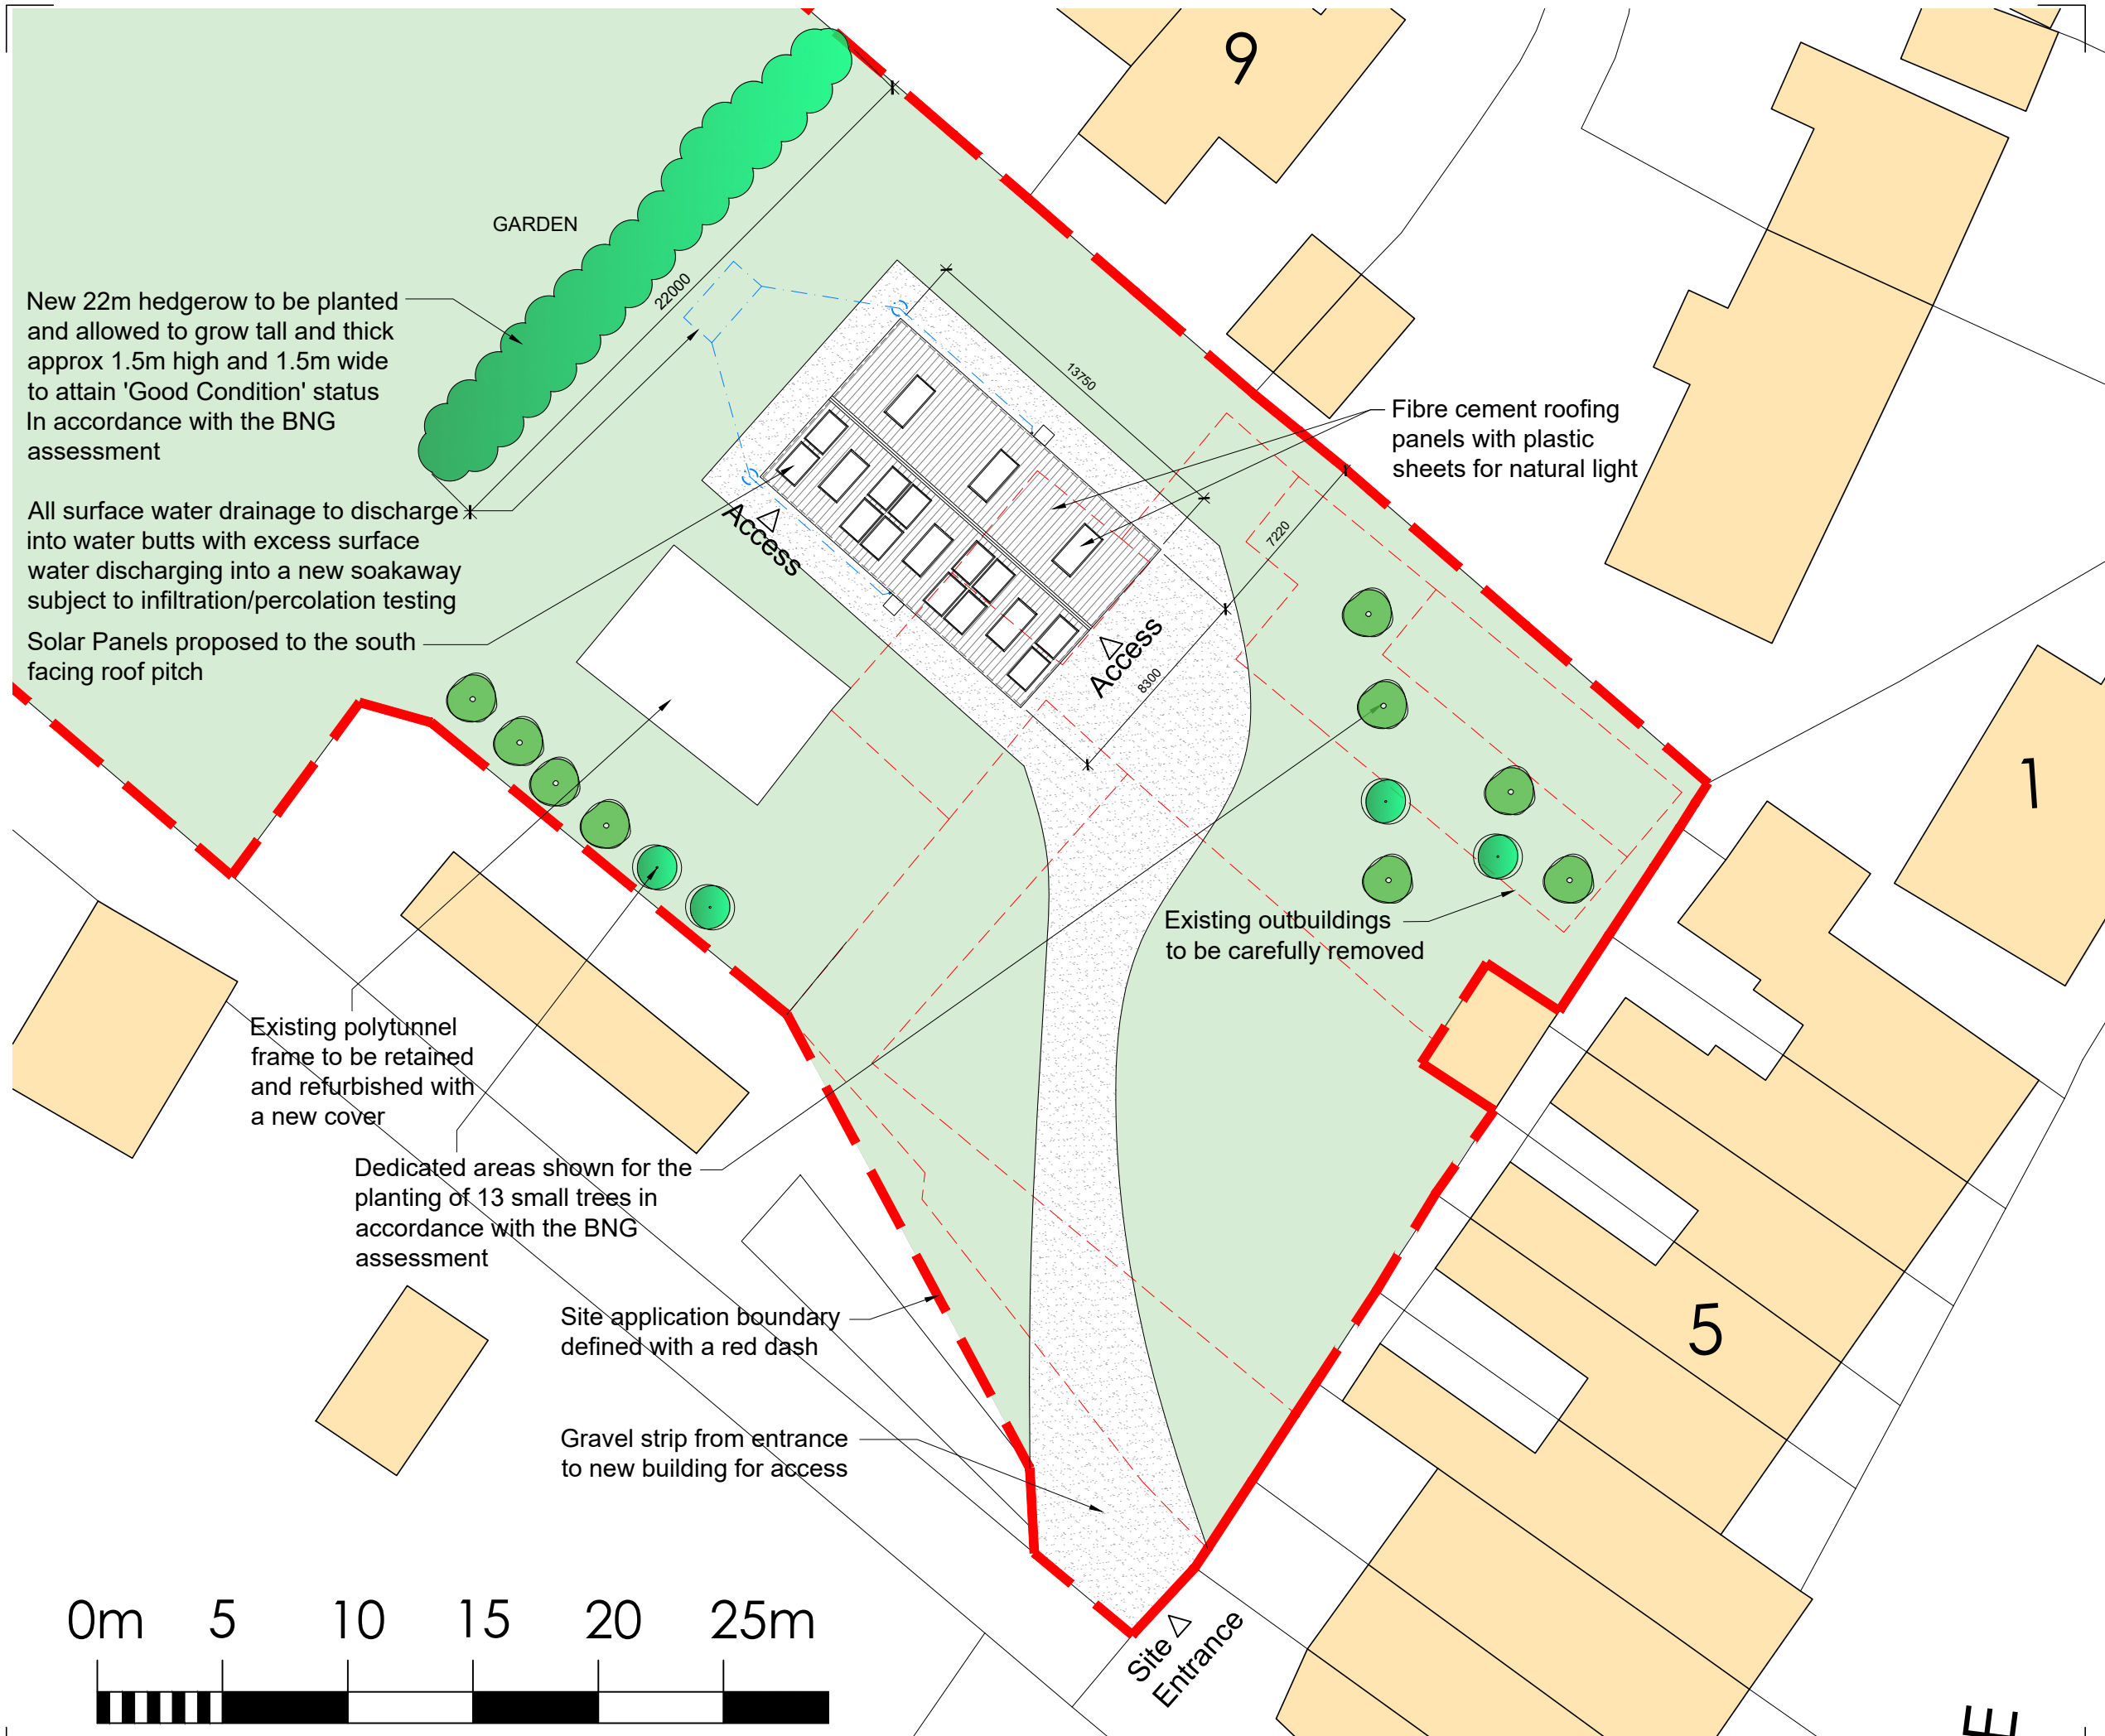 9
GARDEN
22000
New 22m hedgerow to be planted
and allowed to grow tall and thick
approx 1.5m high and 1.5m wide
to attain 'Good Condition' status
In accordance with the BNG
assessment
13750
Fibre cement roofing
panels with plastic
sheets for natural light
All surface water drainage to discharge
into water butts with excess surface
water discharging into a new soakaway
subject to infiltration/percolation testing
Access
7220
Solar Panels proposed to the south
facing roof pitch
Access
8300
1
Existing outbuildings
to be carefully removed
Existing polytunnel
frame to be retained
and refurbished with
a new cover
Dedicated areas shown for the
planting of 13 small trees in
accordance with the BNG
assessment
Site application boundary
defined with a red dash
5
Gravel strip from entrance
to new building for access
0m 5 10 15 20 25m
Site
Entrance
E